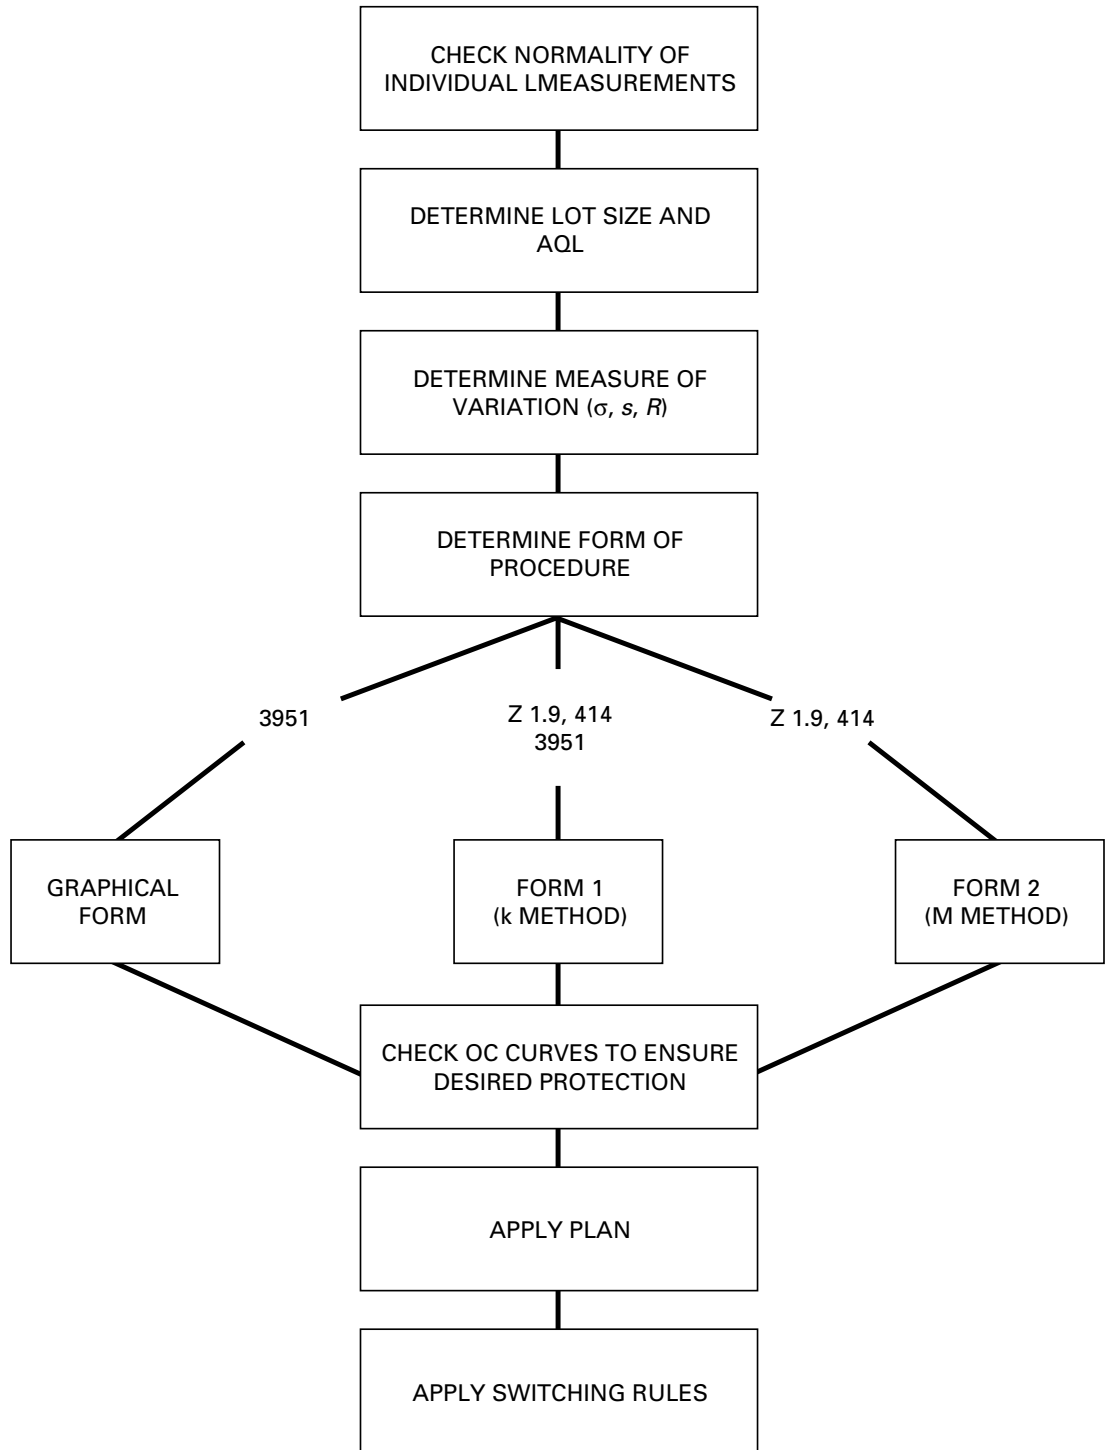 CHECK NORMALITY OF
INDIVIDUAL LMEASUREMENTS
DETERMINE LOT SIZE AND
AQL
DETERMINE MEASURE OF
VARIATION (σ, s, R)
DETERMINE FORM OF
PROCEDURE
3951
Z 1.9, 414
3951
Z 1.9, 414
GRAPHICAL
FORM
FORM 1
(k METHOD)
FORM 2
(M METHOD)
CHECK OC CURVES TO ENSURE
DESIRED PROTECTION
APPLY PLAN
APPLY SWITCHING RULES